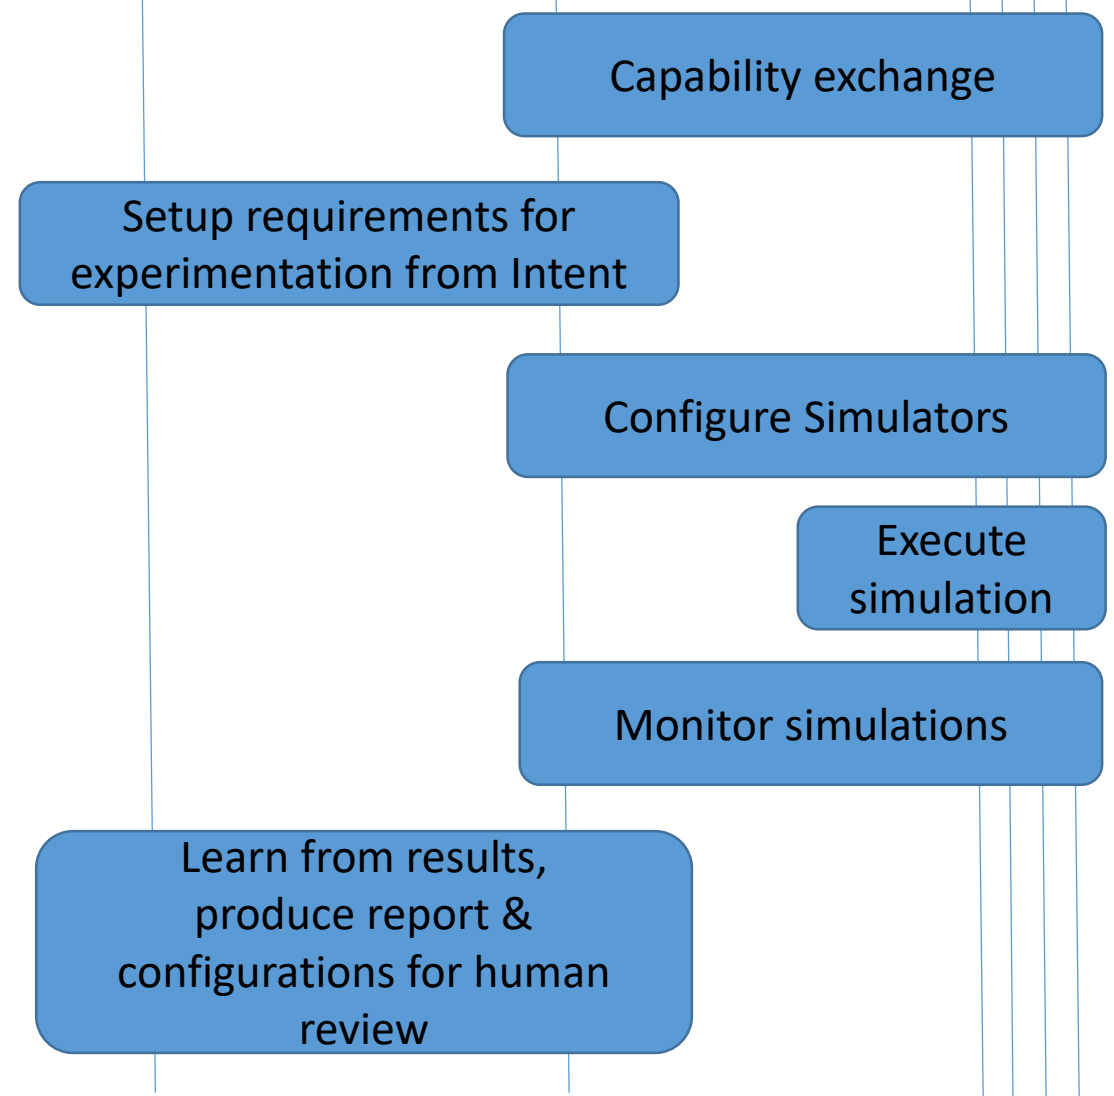 Capability exchange
Setup requirements for
experimentation from Intent
Configure Simulators
Execute
simulation
Monitor simulations
Learn from results,
produce report &
configurations for human
review